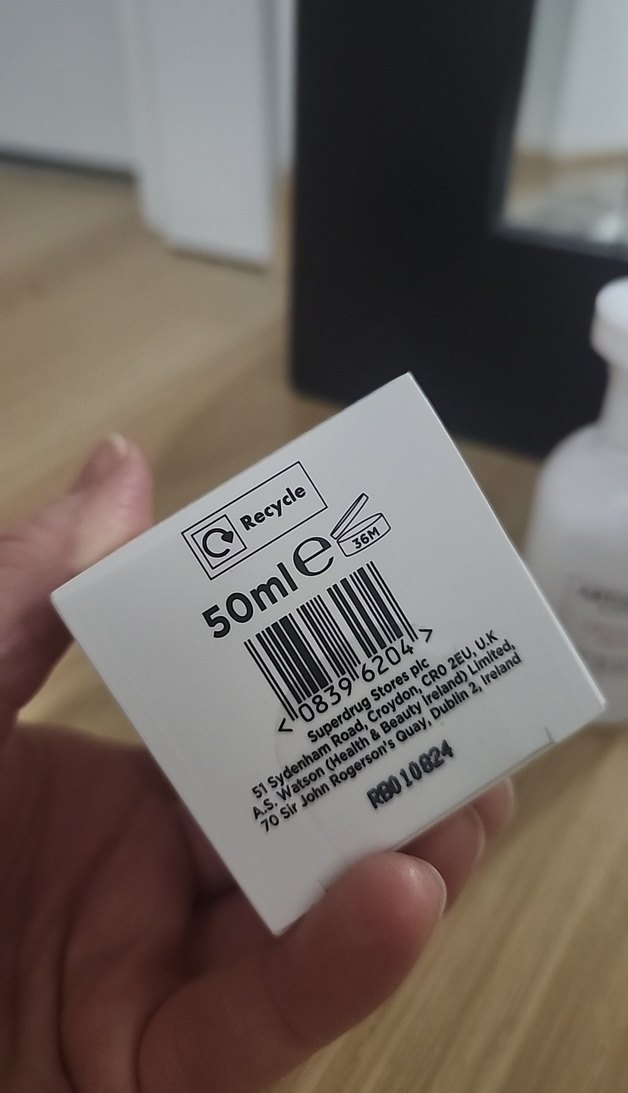 Recycle
50ml e
36M
<0839 6204>
Superdrug Stores plc
51 Sydenham Road, Croydon, CR0 2EU, U.K
A.S. Watson (Health & Beauty Ireland) Limited,
70 Sir John Rogerson's Quay, Dublin 2, Ireland
RB010824